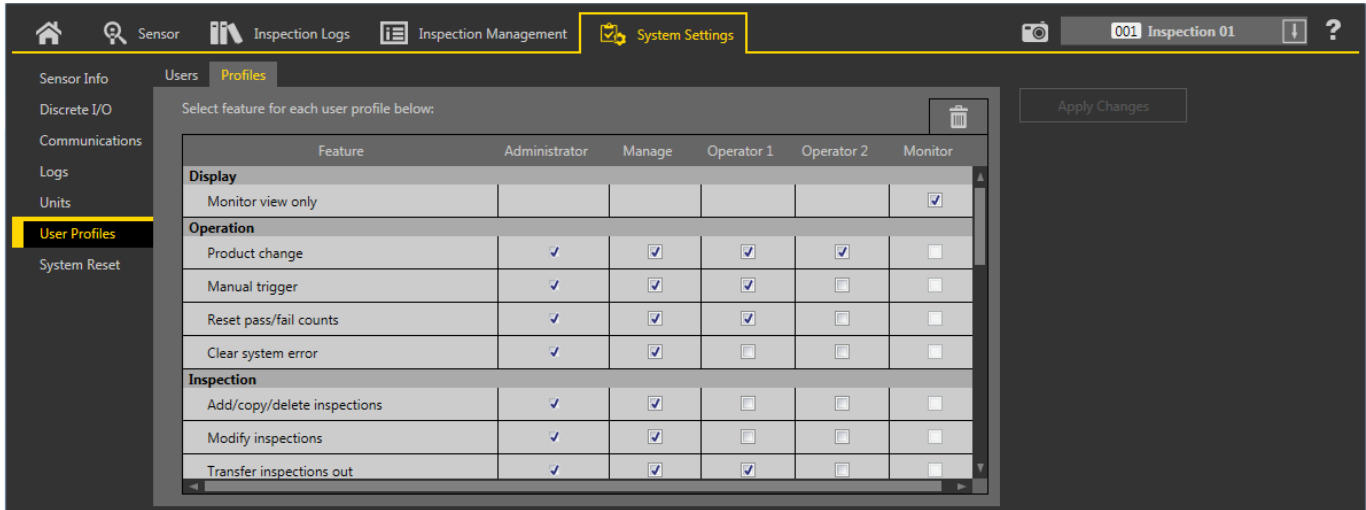 Sensor Inspection Logs Inspection Management System Settings 001 Inspection 01 ?
Sensor Info
Discrete I/O
Communications
Logs
Units
User Profiles
System Reset
Users Profiles
Select feature for each user profile below:
Apply Changes
Feature Administrator Manage Operator 1 Operator 2 Monitor
Display
Monitor view only
Operation
Product change
Manual trigger
Reset pass/fail counts
Clear system error
Inspection
Add/copy/delete inspections
Modify inspections
Transfer inspections out